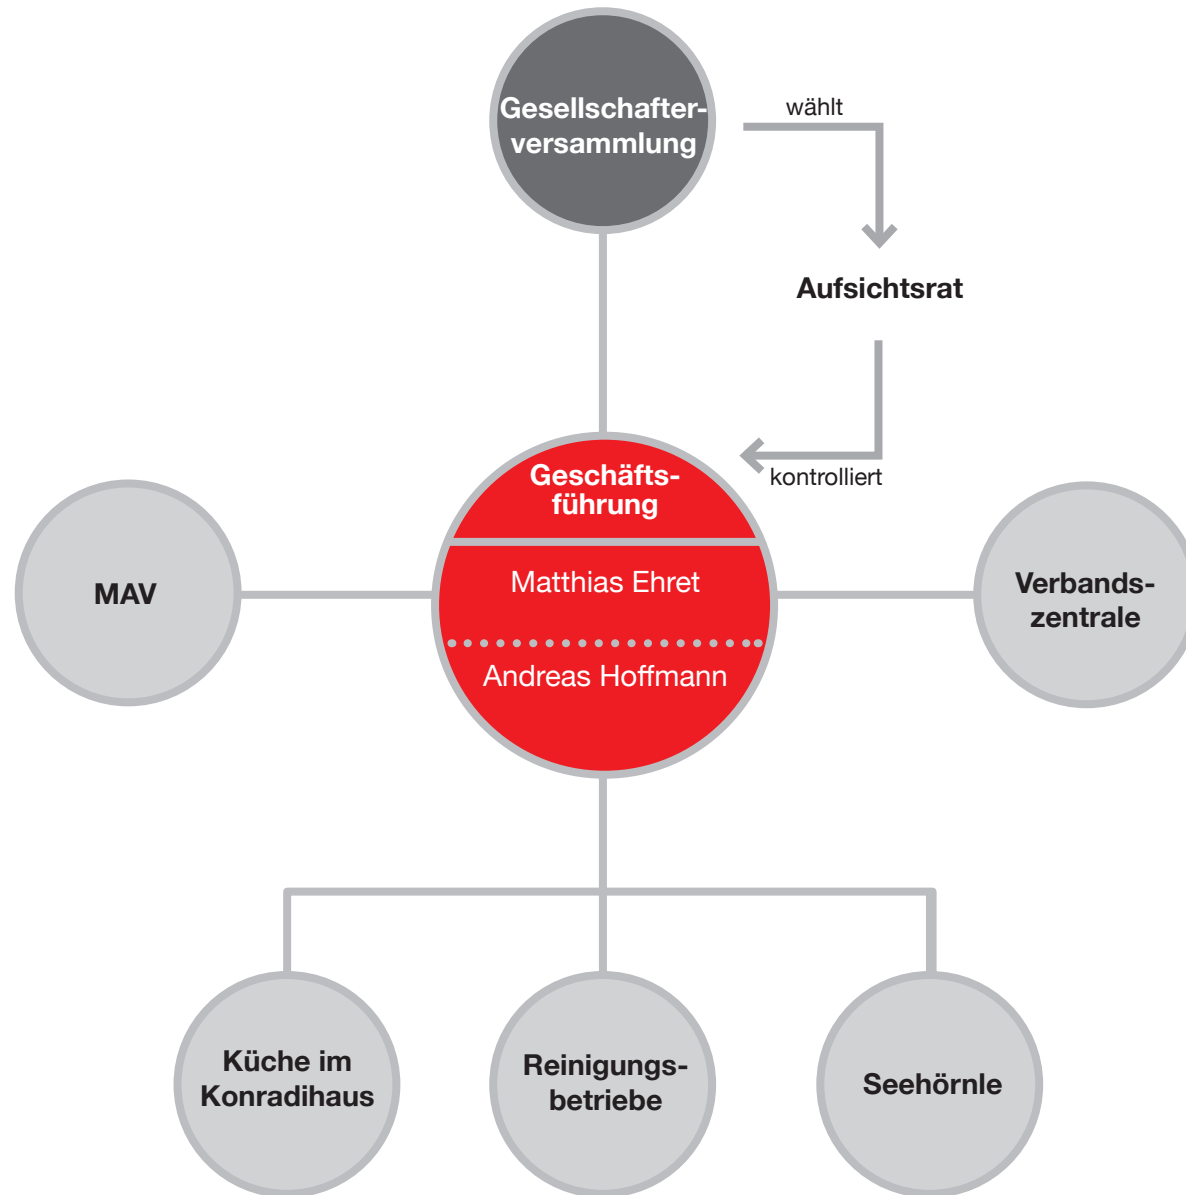 Gesellschafter-
versammlung
wählt
Aufsichtsrat
kontrolliert
Geschäfts-
führung
Matthias Ehret
Andreas Hoffmann
MAV
Verbands-
zentrale
Küche im
Konradihaus
Reinigungs-
betriebe
Seehörnle